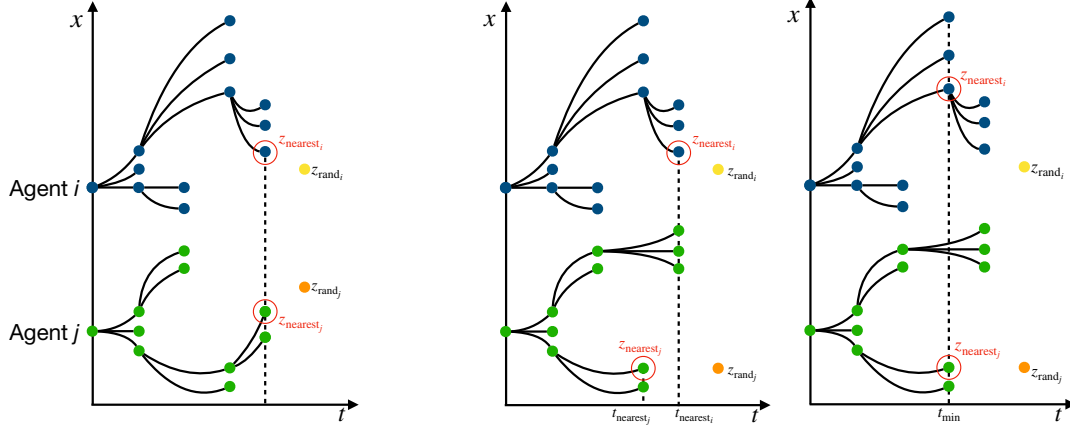 x
z_nearest_i
z_rand_i
Agent i
z_rand_j
z_nearest_j
Agent j
t
x
z_nearest_i
z_rand_i
z_nearest_j
z_rand_j
t_nearest_j
t_nearest_i
t
x
z_nearest_i
z_rand_i
z_nearest_j
z_rand_j
t_min
t